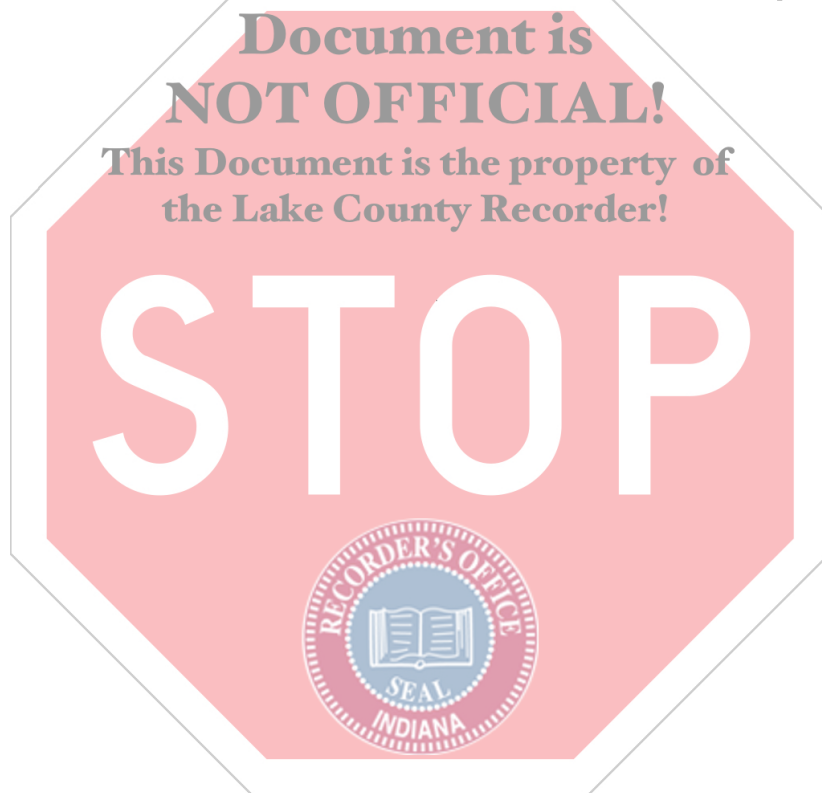 Document is
NOT OFFICIAL!
This Document is the property of
the Lake County Recorder!
STOP
RECORDER'S OFFICE
SEAL
INDIANA